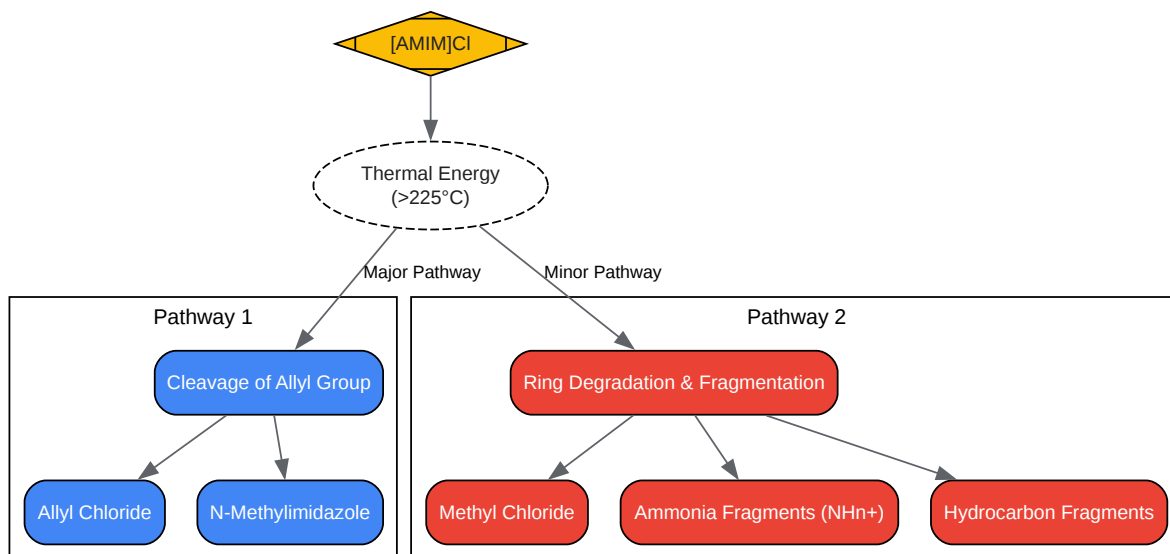 [AMIM]Cl
Thermal Energy
(>225°C)
Major Pathway
Minor Pathway
Pathway 1
Pathway 2
Cleavage of Allyl Group
Ring Degradation & Fragmentation
Allyl Chloride
N-Methylimidazole
Methyl Chloride
Ammonia Fragments (NHn+)
Hydrocarbon Fragments